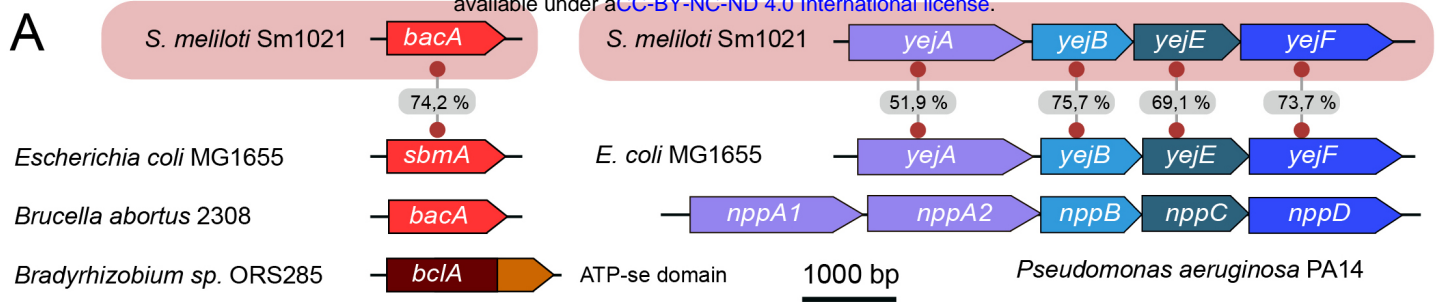 available under aCC-BY-NC-ND 4.0 International license.
A
S. meliloti Sm1021 bacA
74,2 %
Escherichia coli MG1655 sbmA
Brucella abortus 2308 bacA
Bradyrhizobium sp. ORS285 bclA ATP-se domain
S. meliloti Sm1021 yejA yejB yejE yejF
51,9 % 75,7 % 69,1 % 73,7 %
E. coli MG1655 yejA yejB yejE yejF
nppA1 nppA2 nppB nppC nppD
1000 bp
Pseudomonas aeruginosa PA14